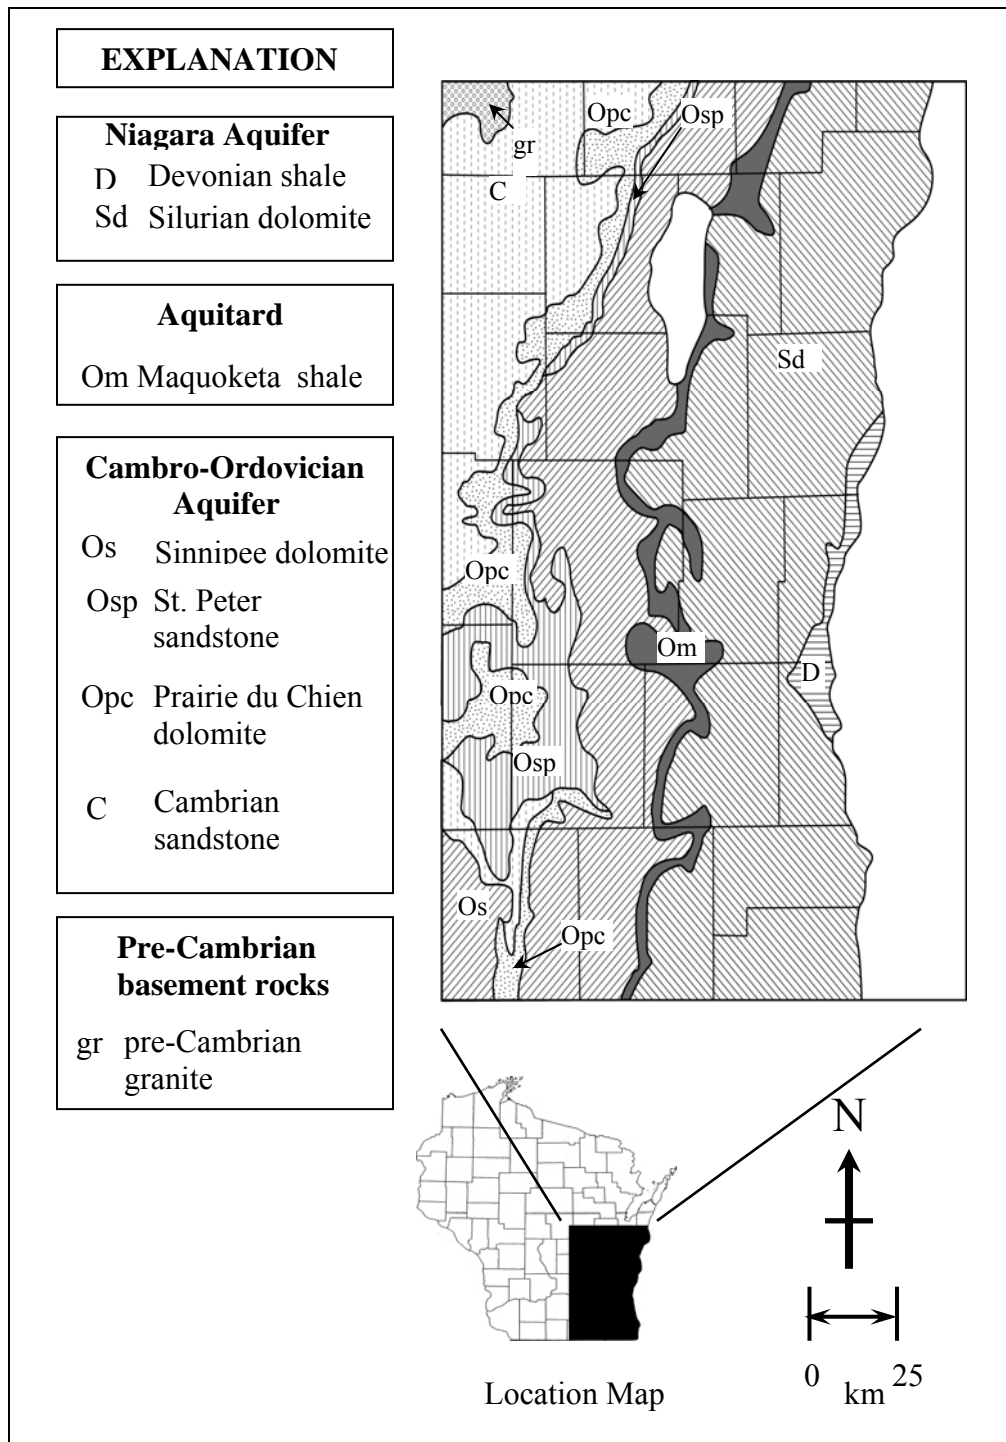 EXPLANATION
Niagara Aquifer
D Devonian shale
Sd Silurian dolomite
Aquitard
Om Maquoketa shale
Cambro-Ordovician
Aquifer
Os Sinnipee dolomite
Osp St. Peter
sandstone
Opc Prairie du Chien
dolomite
C Cambrian
sandstone
Pre-Cambrian
basement rocks
gr pre-Cambrian
granite
Opc
Osp
gr
C
Sd
Opc
Om
D
Opc
Osp
Os
Opc
N
0 25
km
Location Map